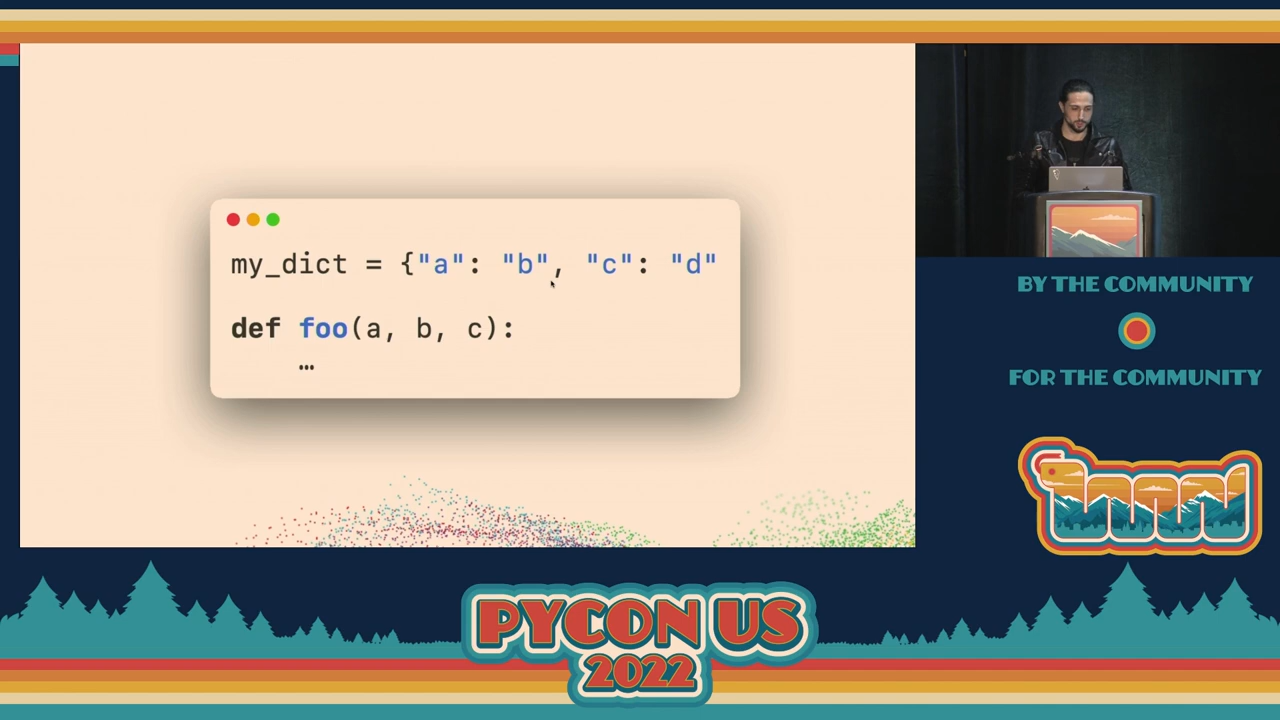 my_dict = {"a": "b", "c": "d"
def foo(a, b, c):
…
BY THE COMMUNITY
FOR THE COMMUNITY
PYCON US
2022